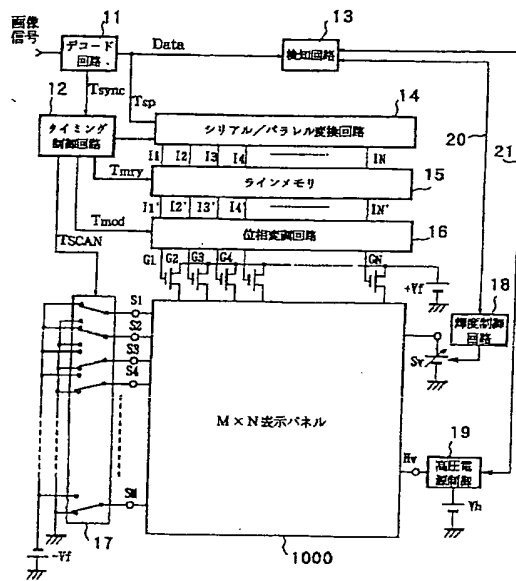 画像
信号
11
デコード
回路
Data
13
検知回路
12
Tsync
Tsp
14
タイミング
制御回路
シリアル/パラレル変換回路
20
21
I1 I2 I3 I4 IN
Tmry
ラインメモリ
15
I1' I2' I3' I4' IN'
Tmod
位相変調回路
16
TSCAN
G1 G2 G3 G4 GN
+Vf
18
輝度制御
回路
S1
S2
S3
S4
Sv
M×N表示パネル
19
Hv
高圧電
源制御
Vh
SM
17
-Vf
1000